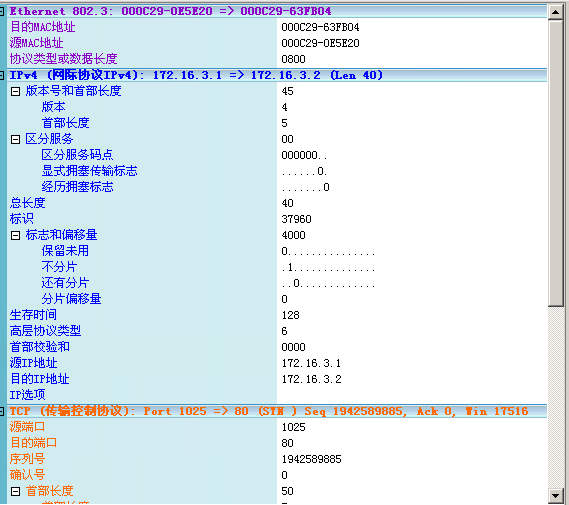 Ethernet 802.3: 000C29-0E5E20 => 000C29-63FB04
目的MAC地址 000C29-63FB04
源MAC地址 000C29-0E5E20
协议类型或数据长度 0800
IPv4 (网际协议IPv4): 172.16.3.1 => 172.16.3.2 (Len 40)
版本号和首部长度 45
版本 4
首部长度 5
区分服务 00
区分服务码点 000000..
显式拥塞传输标志 ......0.
经历拥塞标志 .......0
总长度 40
标识 37960
标志和偏移量 4000
保留未用 0...............
不分片 .1..............
还有分片 ..0.............
分片偏移量 0
生存时间 128
高层协议类型 6
首部校验和 0000
源IP地址 172.16.3.1
目的IP地址 172.16.3.2
IP选项
TCP (传输控制协议): Port 1025 => 80 (SYN ) Seq 1942589885, Ack 0, Win 17516
源端口 1025
目的端口 80
序列号 1942589885
确认号 0
首部长度 50